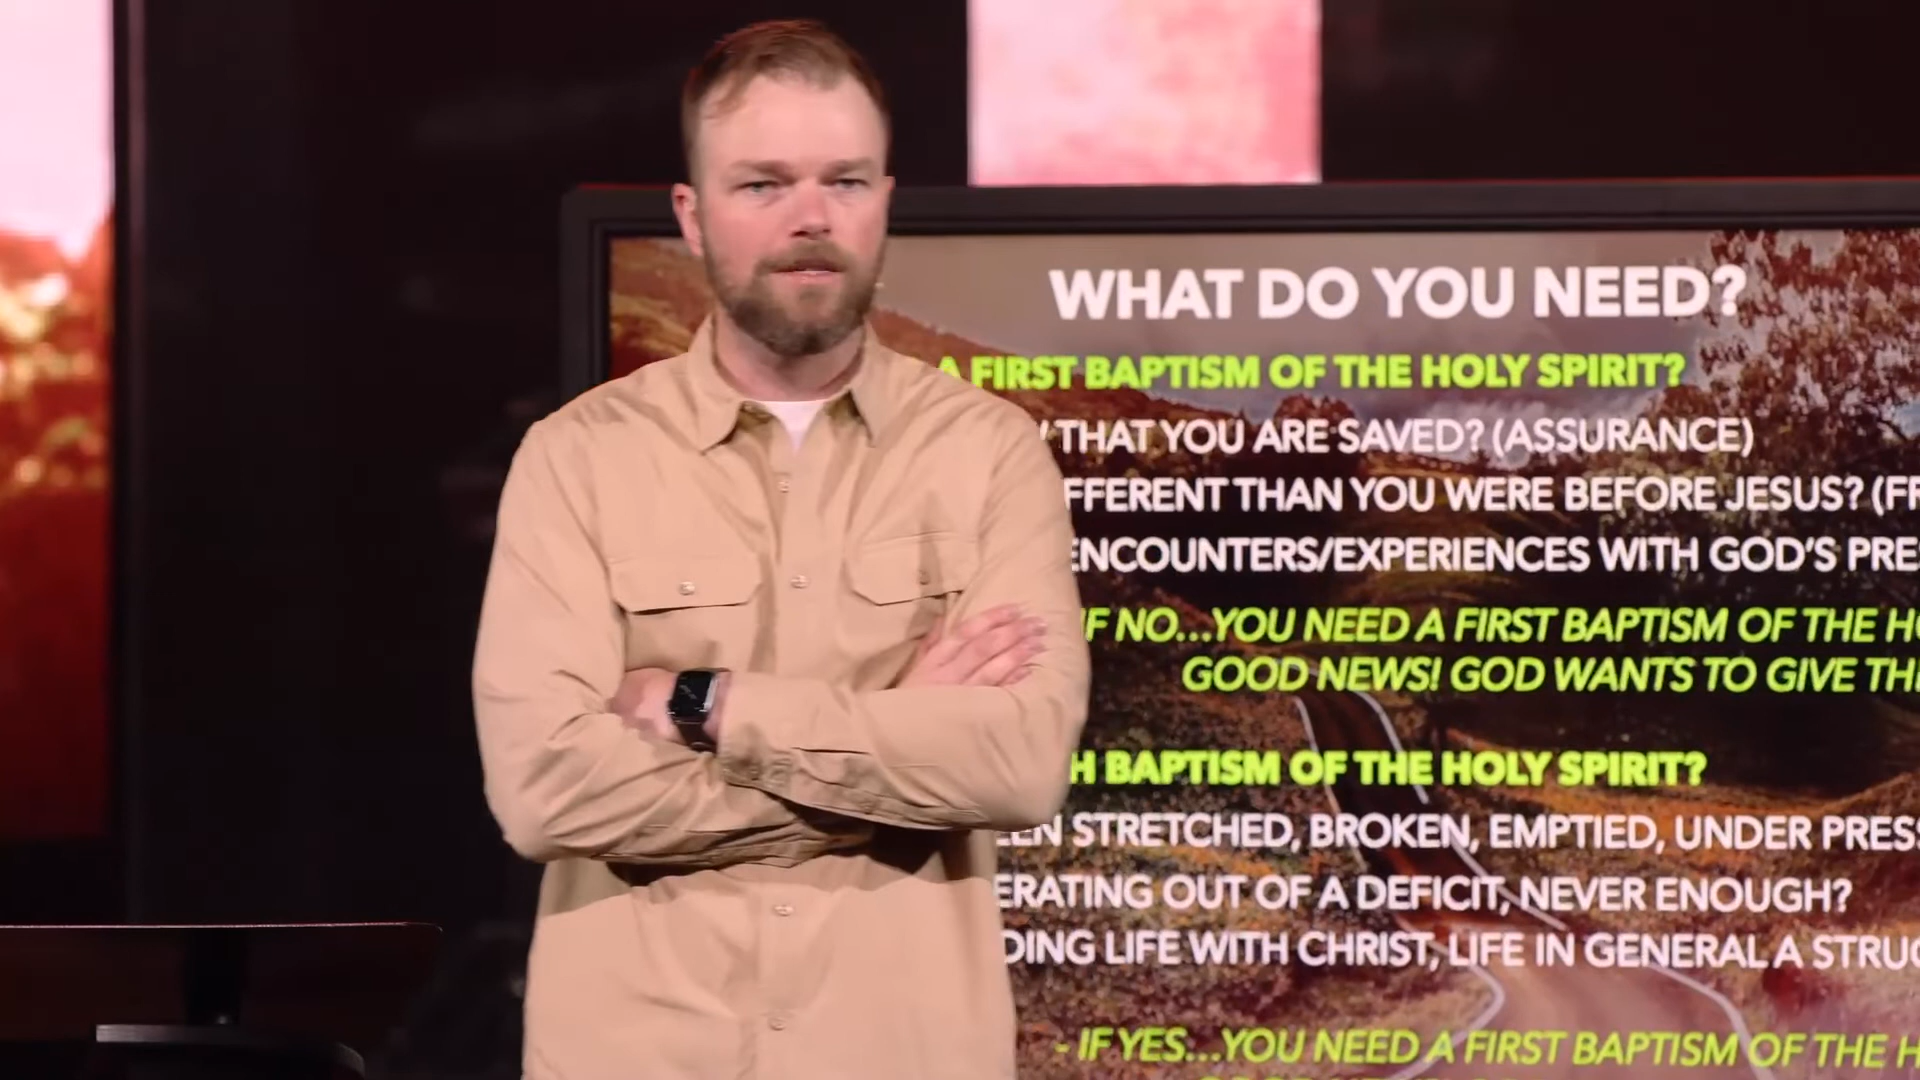 WHAT DO YOU NEED?
A FIRST BAPTISM OF THE HOLY SPIRIT?
THAT YOU ARE SAVED? (ASSURANCE)
FFERENT THAN YOU WERE BEFORE JESUS? (FR
ENCOUNTERS/EXPERIENCES WITH GOD'S PRE
IF NO...YOU NEED A FIRST BAPTISM OF THE H
GOOD NEWS! GOD WANTS TO GIVE TH
H BAPTISM OF THE HOLY SPIRIT?
EN STRETCHED, BROKEN, EMPTIED, UNDER PRESS
ERATING OUT OF A DEFICIT, NEVER ENOUGH?
DING LIFE WITH CHRIST, LIFE IN GENERAL A STRUG
- IF YES...YOU NEED A FIRST BAPTISM OF THE H